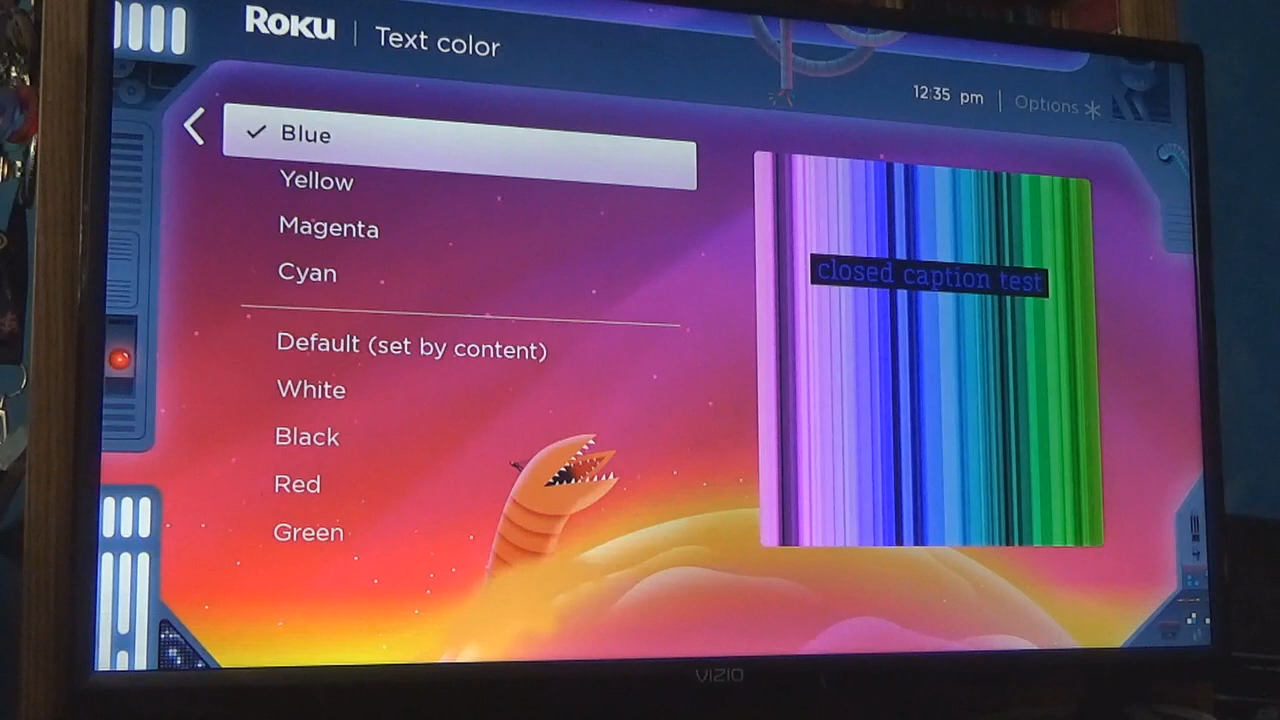 Roku | Text color
12:35 pm | Options
Blue
Yellow
Magenta
Cyan
Default (set by content)
White
Black
Red
Green
closed caption test
VIZIO